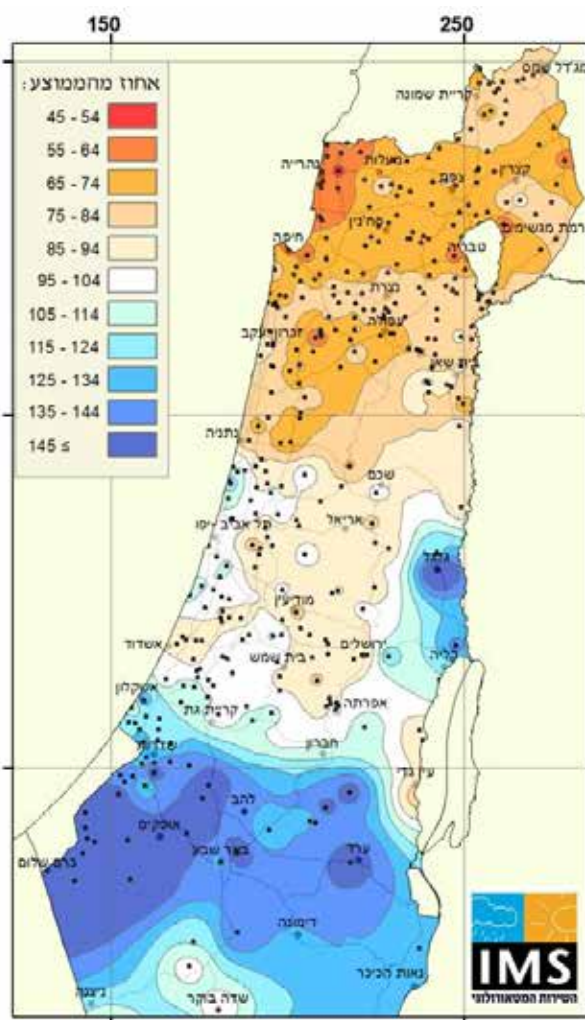 150 250
אחוז מהממוצע:
45 - 54
55 - 64
65 - 74
75 - 84
85 - 94
95 - 104
105 - 114
115 - 124
125 - 134
135 - 144
145 ≥
מג'דל שמס
קריית שמונה
נהרייה
מעלות
צפת
קצרין
סח'נין
רמת מגשימים
חיפה
טבריה
נצרת
עפולה
זכרון יעקב
בית שאן
נתניה
שכם
אריאל
תל אביב - יפו
גלגל
מודיעין
ירושלים
אשדוד
בית שמש
קליה
אשקלון
אפרתה
קריית גת
חברון
שדרות
עין גדי
להב
אופקים
באר שבע
ערד
כרם שלום
דימונה
נאות הכיכר
ניצנה
שדה בוקר
IMS
השירות המטאורולוגי